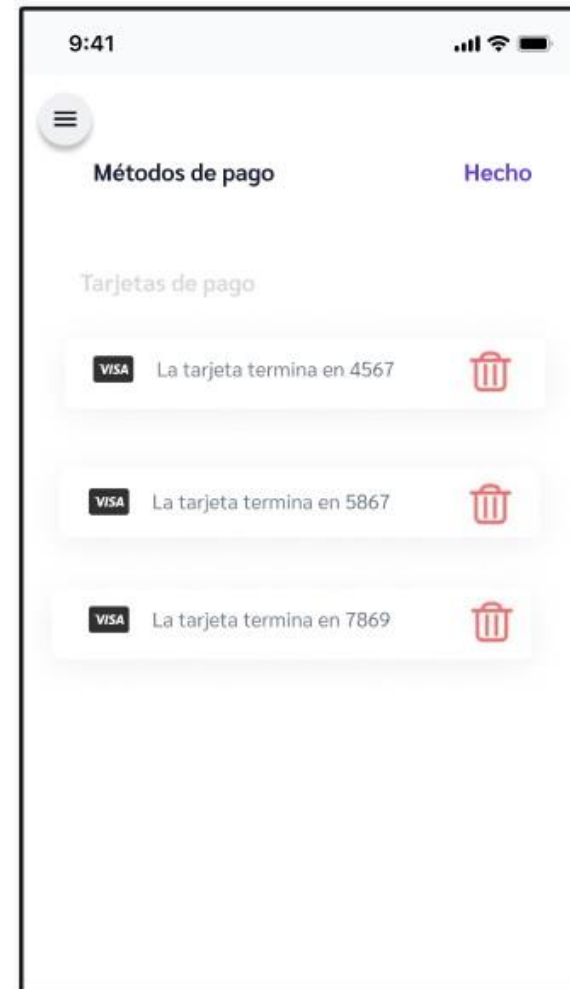 9:41
Métodos de pago
Hecho
Tarjetas de pago
VISA La tarjeta termina en 4567
VISA La tarjeta termina en 5867
VISA La tarjeta termina en 7869